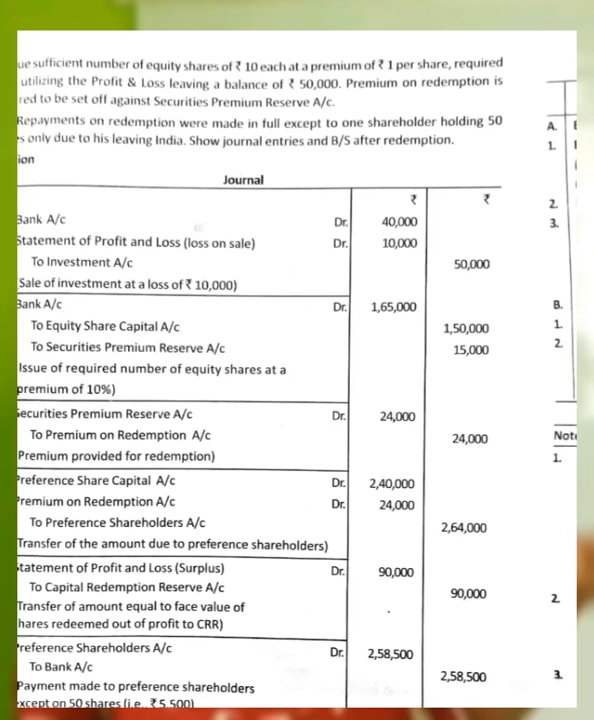 ue sufficient number of equity shares of ₹ 10 each at a premium of ₹ 1 per share, required
utilizing the Profit & Loss leaving a balance of ₹ 50,000. Premium on redemption is
red to be set off against Securities Premium Reserve A/c.
Repayments on redemption were made in full except to one shareholder holding 50
s only due to his leaving India. Show journal entries and B/S after redemption.
ion
Journal
₹ ₹
Bank A/c Dr. 40,000
Statement of Profit and Loss (loss on sale) Dr. 10,000
To Investment A/c 50,000
Sale of investment at a loss of ₹ 10,000)
Bank A/c Dr. 1,65,000
To Equity Share Capital A/c 1,50,000
To Securities Premium Reserve A/c 15,000
Issue of required number of equity shares at a
premium of 10%)
Securities Premium Reserve A/c Dr. 24,000
To Premium on Redemption A/c 24,000
Premium provided for redemption)
Preference Share Capital A/c Dr. 2,40,000
Premium on Redemption A/c Dr. 24,000
To Preference Shareholders A/c 2,64,000
Transfer of the amount due to preference shareholders)
Statement of Profit and Loss (Surplus) Dr. 90,000
To Capital Redemption Reserve A/c 90,000
Transfer of amount equal to face value of
hares redeemed out of profit to CRR)
Preference Shareholders A/c Dr. 2,58,500
To Bank A/c 2,58,500
Payment made to preference shareholders
except on 50 shares (i.e., ₹ 5,500)
A.
1.
2.
3.
B.
1.
2.
Note
1.
2.
3.